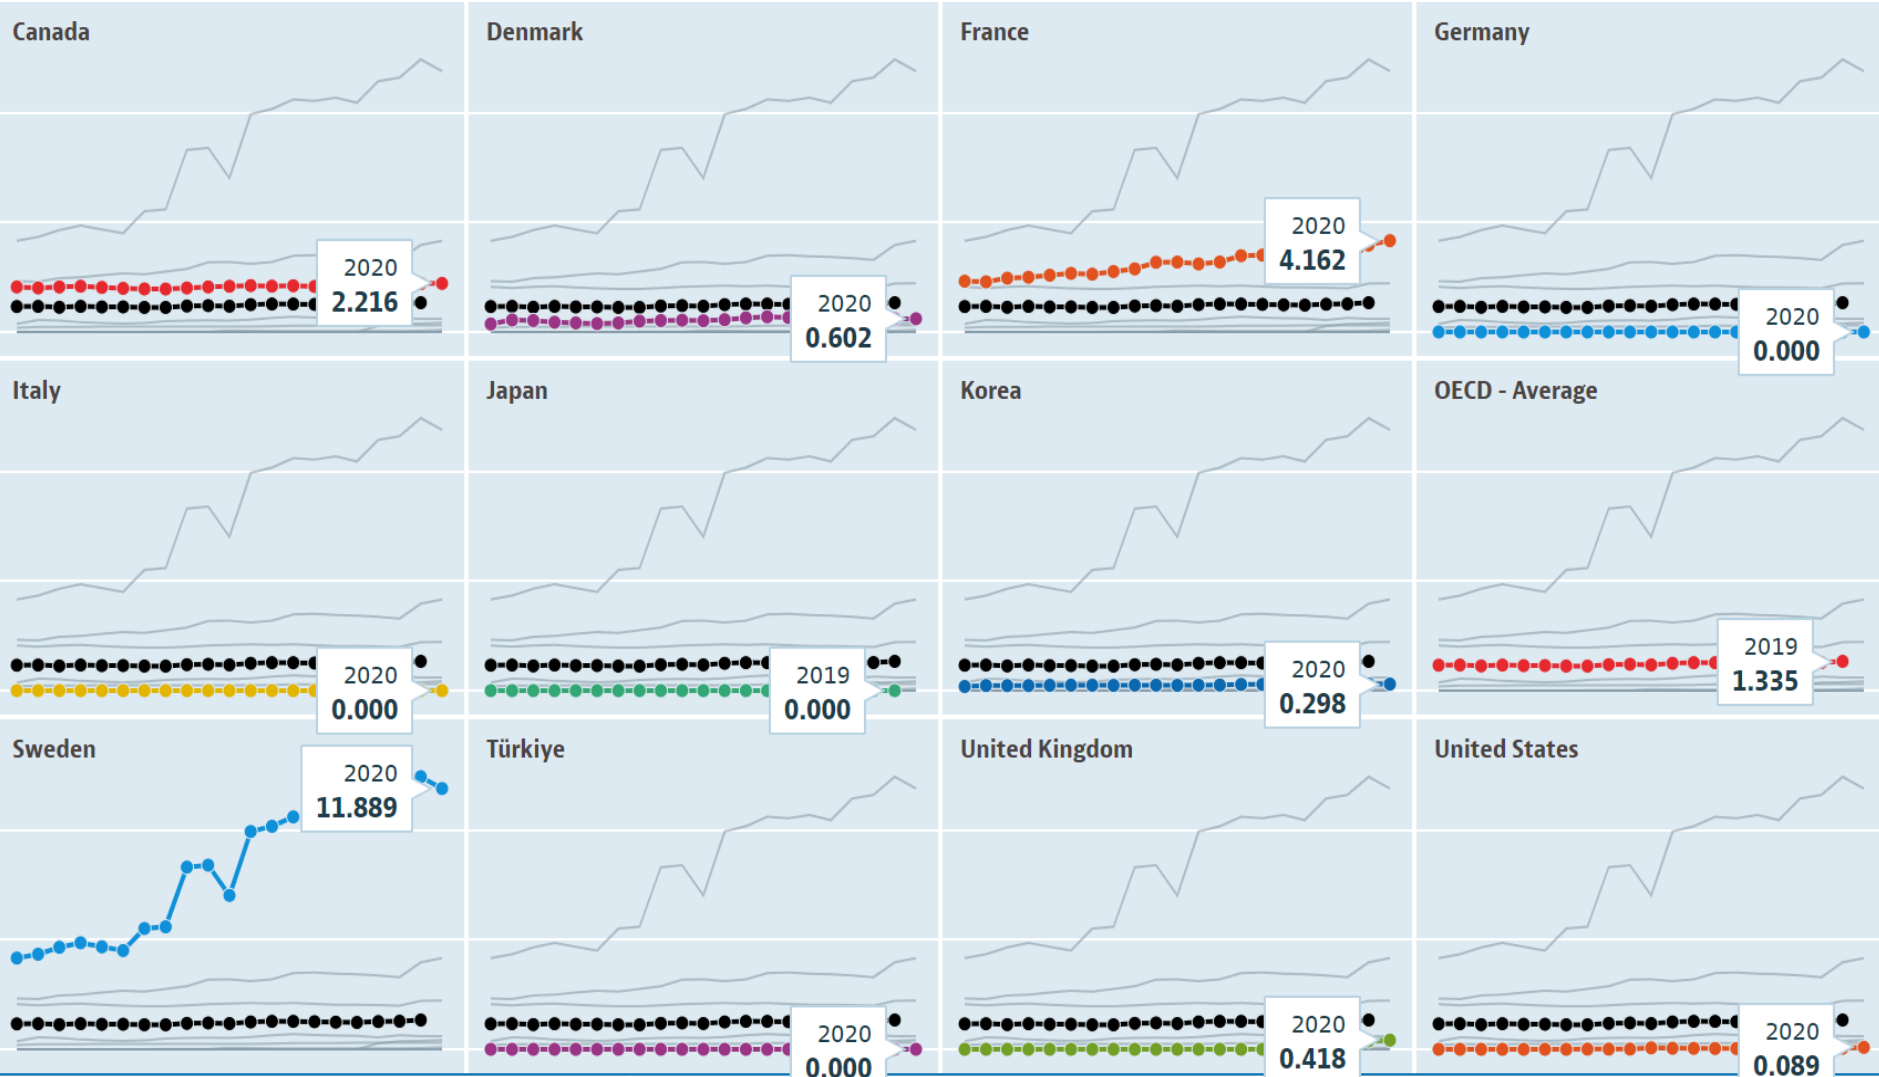 Canada
2020
2.216
Denmark
2020
0.602
France
2020
4.162
Germany
2020
0.000
Italy
2020
0.000
Japan
2019
0.000
Korea
2020
0.298
OECD - Average
2019
1.335
Sweden
2020
11.889
Türkiye
2020
0.000
United Kingdom
2020
0.418
United States
2020
0.089